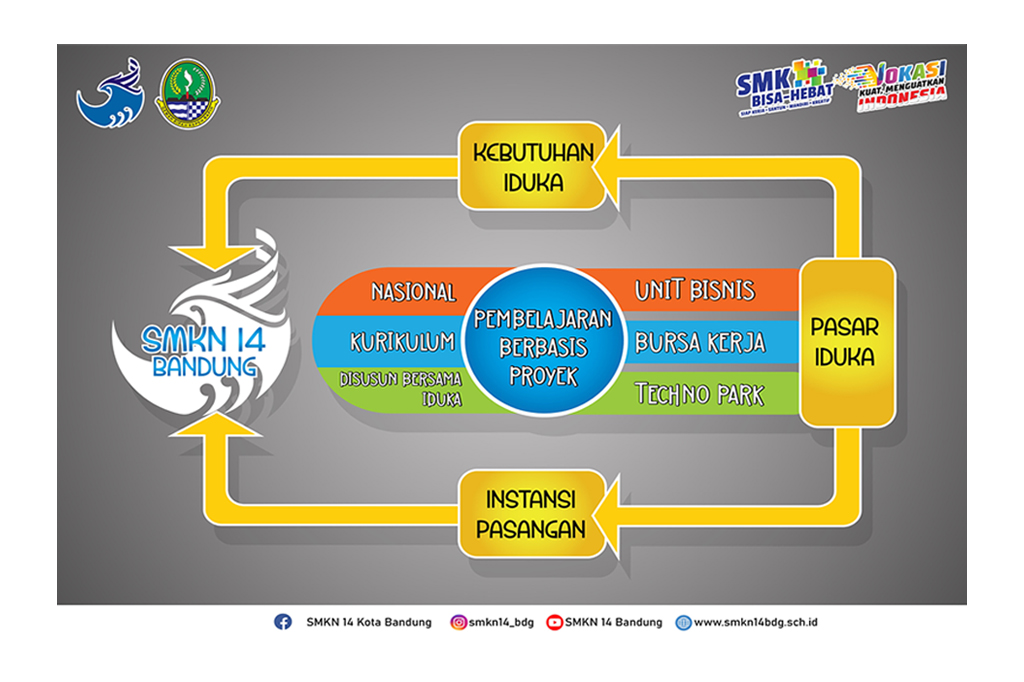 SMK
BISA-HEBAT
SIAP KERJA • SANTUN • MANDIRI • KREATIF
VOKASI
KUAT, MENGUATKAN
INDONESIA
KEBUTUHAN
IDUKA
SMKN 14
BANDUNG
NASIONAL
KURIKULUM
DISUSUN BERSAMA
IDUKA
PEMBELAJARAN
BERBASIS
PROYEK
UNIT BISNIS
BURSA KERJA
TECHNO PARK
PASAR
IDUKA
INSTANSI
PASANGAN
SMKN 14 Kota Bandung smkn14_bdg SMKN 14 Bandung www.smkn14bdg.sch.id